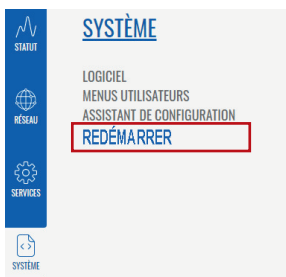 STATUT
RÉSEAU
SERVICES
SYSTÈME
SYSTÈME
LOGICIEL
MENUS UTILISATEURS
ASSISTANT DE CONFIGURATION
REDÉMARRER